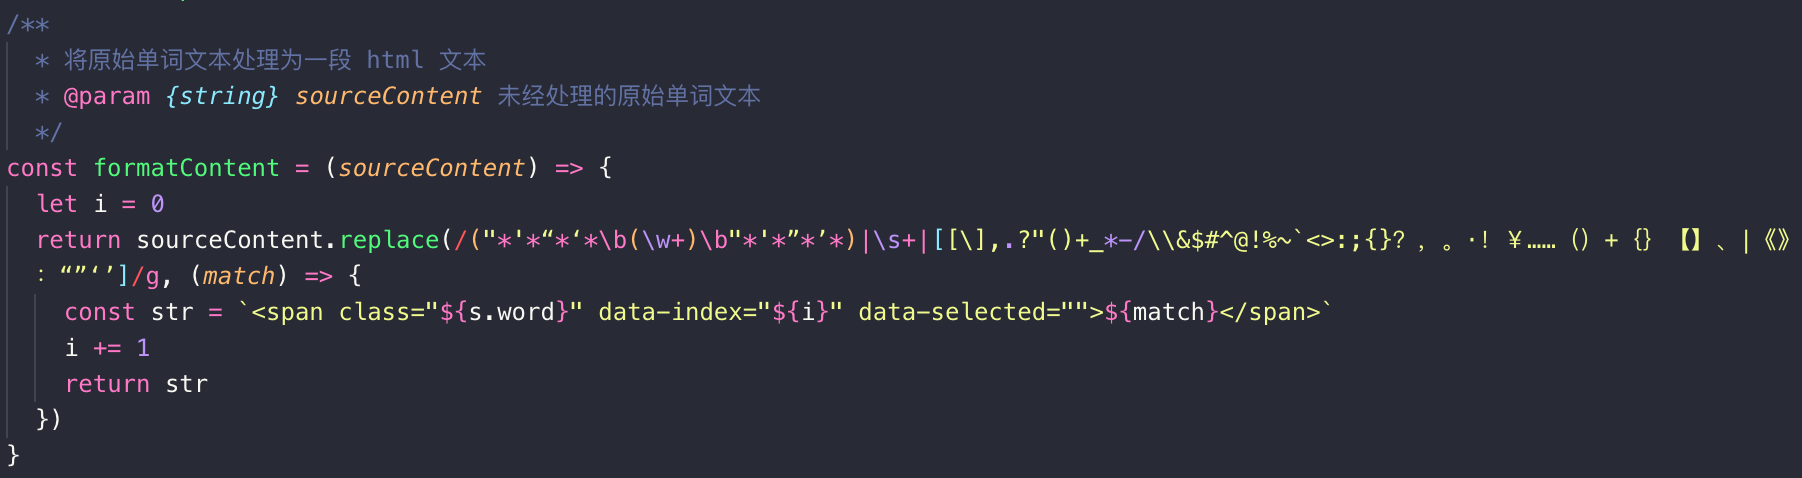 /**
* 将原始单词文本处理为一段 html 文本
* @param {string} sourceContent 未经处理的原始单词文本
*/
const formatContent = (sourceContent) => {
let i = 0
return sourceContent.replace(/("*'*“*‘*\b(\w+)\b"*'*”*’*)|\s+|[[\],.?"()+_*-/\\&$#^@!%~`<>:;{}？，。·！￥……（）+｛｝【】、|《》
：“”‘’]/g, (match) => {
const str = `<span class="${s.word}" data-index="${i}" data-selected="">${match}</span>`
i += 1
return str
})
}